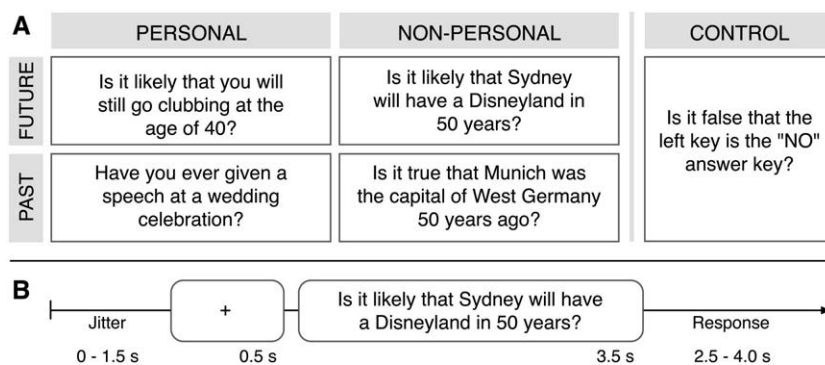 A
PERSONAL
NON-PERSONAL
CONTROL
FUTURE
Is it likely that you will
still go clubbing at the
age of 40?
Is it likely that Sydney
will have a Disneyland in
50 years?
Is it false that the
left key is the "NO"
answer key?
PAST
Have you ever given a
speech at a wedding
celebration?
Is it true that Munich was
the capital of West Germany
50 years ago?
B
+
Is it likely that Sydney will have
a Disneyland in 50 years?
Jitter
Response
0 - 1.5 s
0.5 s
3.5 s
2.5 - 4.0 s